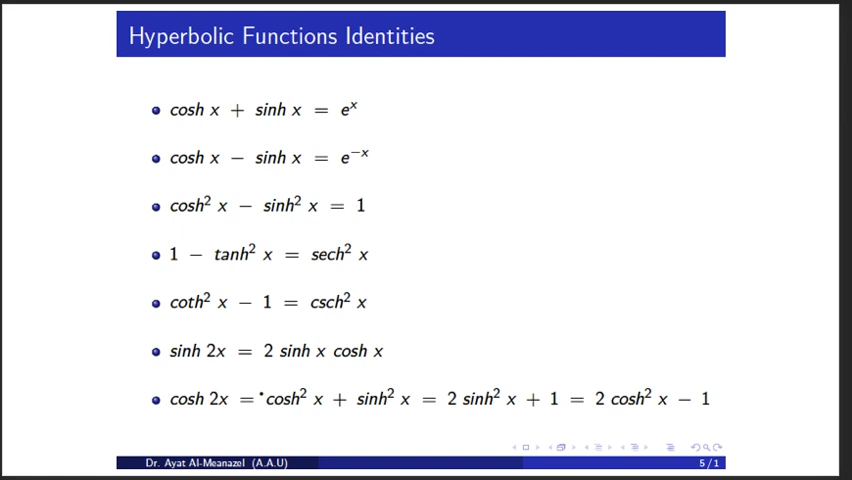 Hyperbolic Functions Identities
cosh x + sinh x = e^x
cosh x − sinh x = e^−x
cosh² x − sinh² x = 1
1 − tanh² x = sech² x
coth² x − 1 = csch² x
sinh 2x = 2 sinh x cosh x
cosh 2x = cosh² x + sinh² x = 2 sinh² x + 1 = 2 cosh² x − 1
Dr. Ayat Al-Meanazel (A.A.U) 5/1